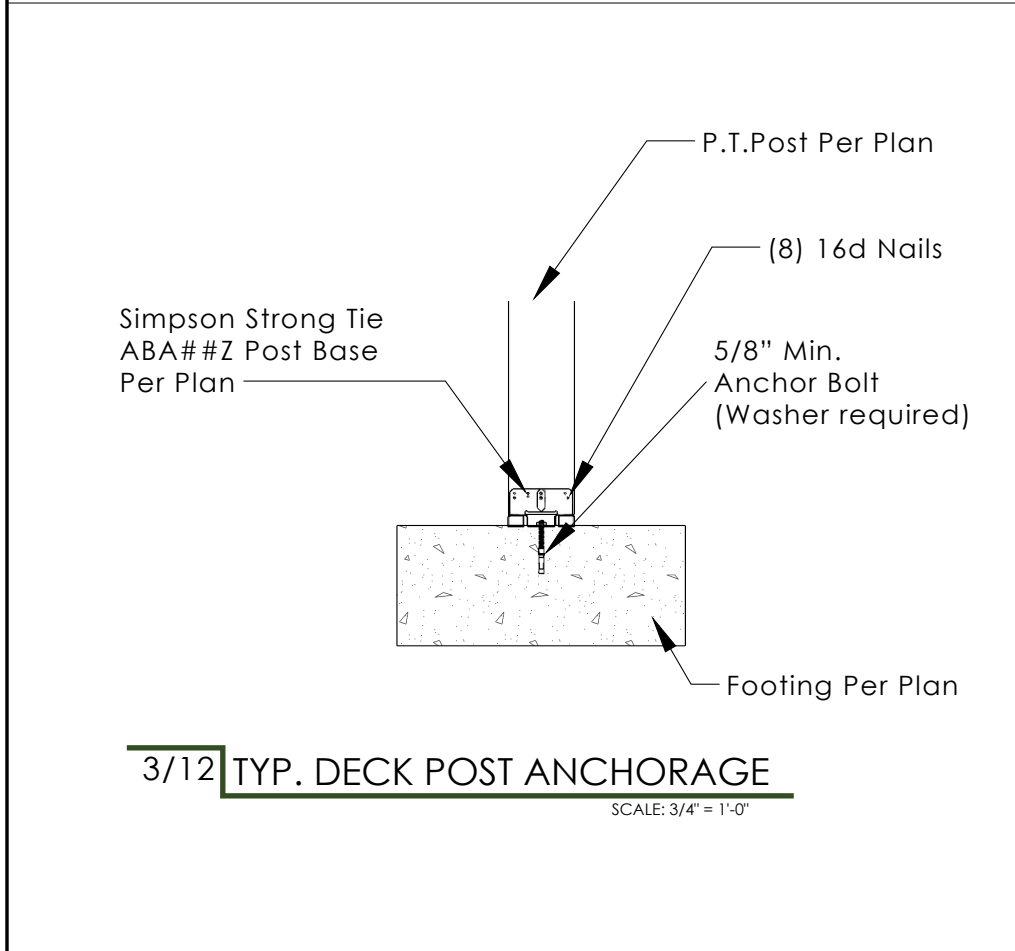 P.T.Post Per Plan
(8) 16d Nails
Simpson Strong Tie
ABA##Z Post Base
Per Plan
5/8” Min.
Anchor Bolt
(Washer required)
Footing Per Plan
3/12 TYP. DECK POST ANCHORAGE
SCALE: 3/4" = 1'-0"